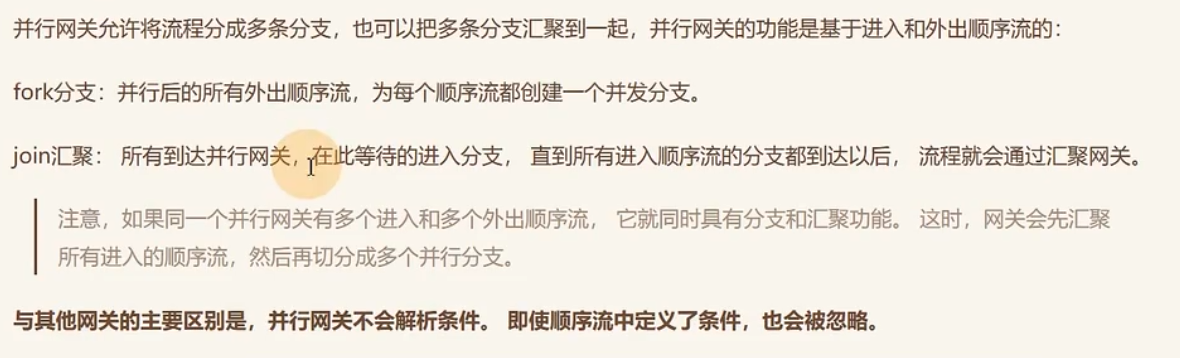 并行网关允许将流程分成多条分支，也可以把多条分支汇聚到一起，并行网关的功能是基于进入和外出顺序流的：
fork分支：并行后的所有外出顺序流，为每个顺序流都创建一个并发分支。
join汇聚： 所有到达并行网关，在此等待的进入分支， 直到所有进入顺序流的分支都到达以后， 流程就会通过汇聚网关。
注意，如果同一个并行网关有多个进入和多个外出顺序流， 它就同时具有分支和汇聚功能。 这时，网关会先汇聚
所有进入的顺序流，然后再切分成多个并行分支。
与其他网关的主要区别是，并行网关不会解析条件。 即使顺序流中定义了条件，也会被忽略。